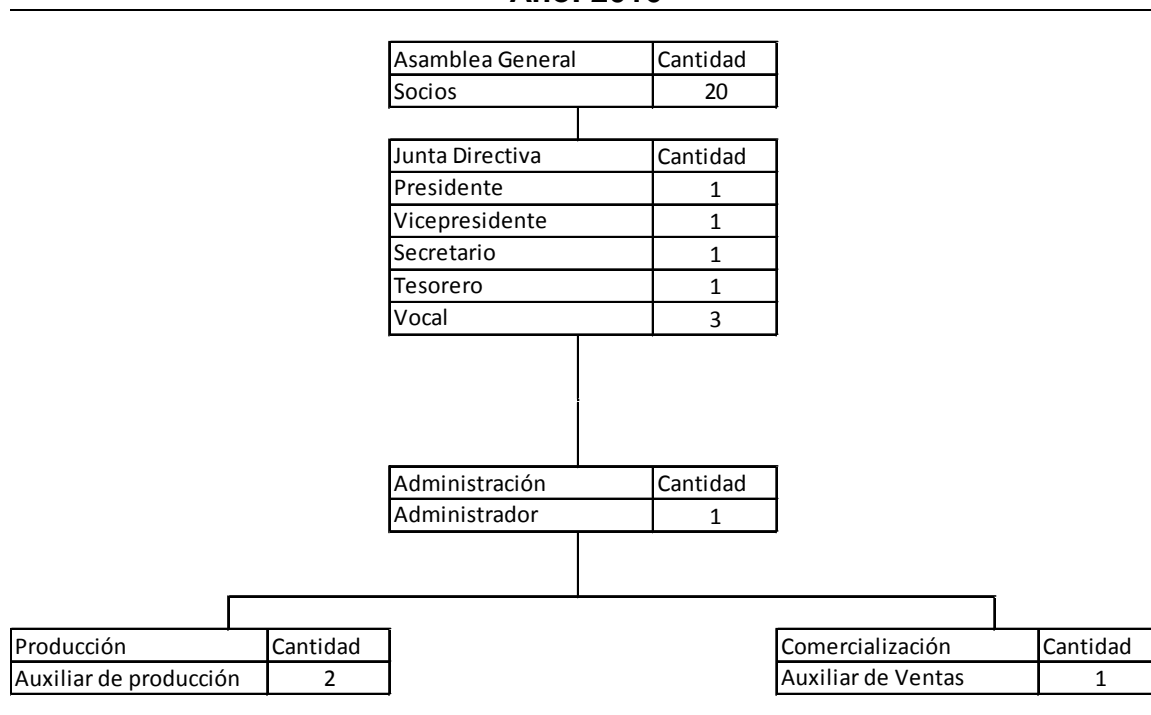 Asamblea General Cantidad
Socios 20
Junta Directiva Cantidad
Presidente 1
Vicepresidente 1
Secretario 1
Tesorero 1
Vocal 3
Administración Cantidad
Administrador 1
Producción Cantidad
Auxiliar de producción 2
Comercialización Cantidad
Auxiliar de Ventas 1